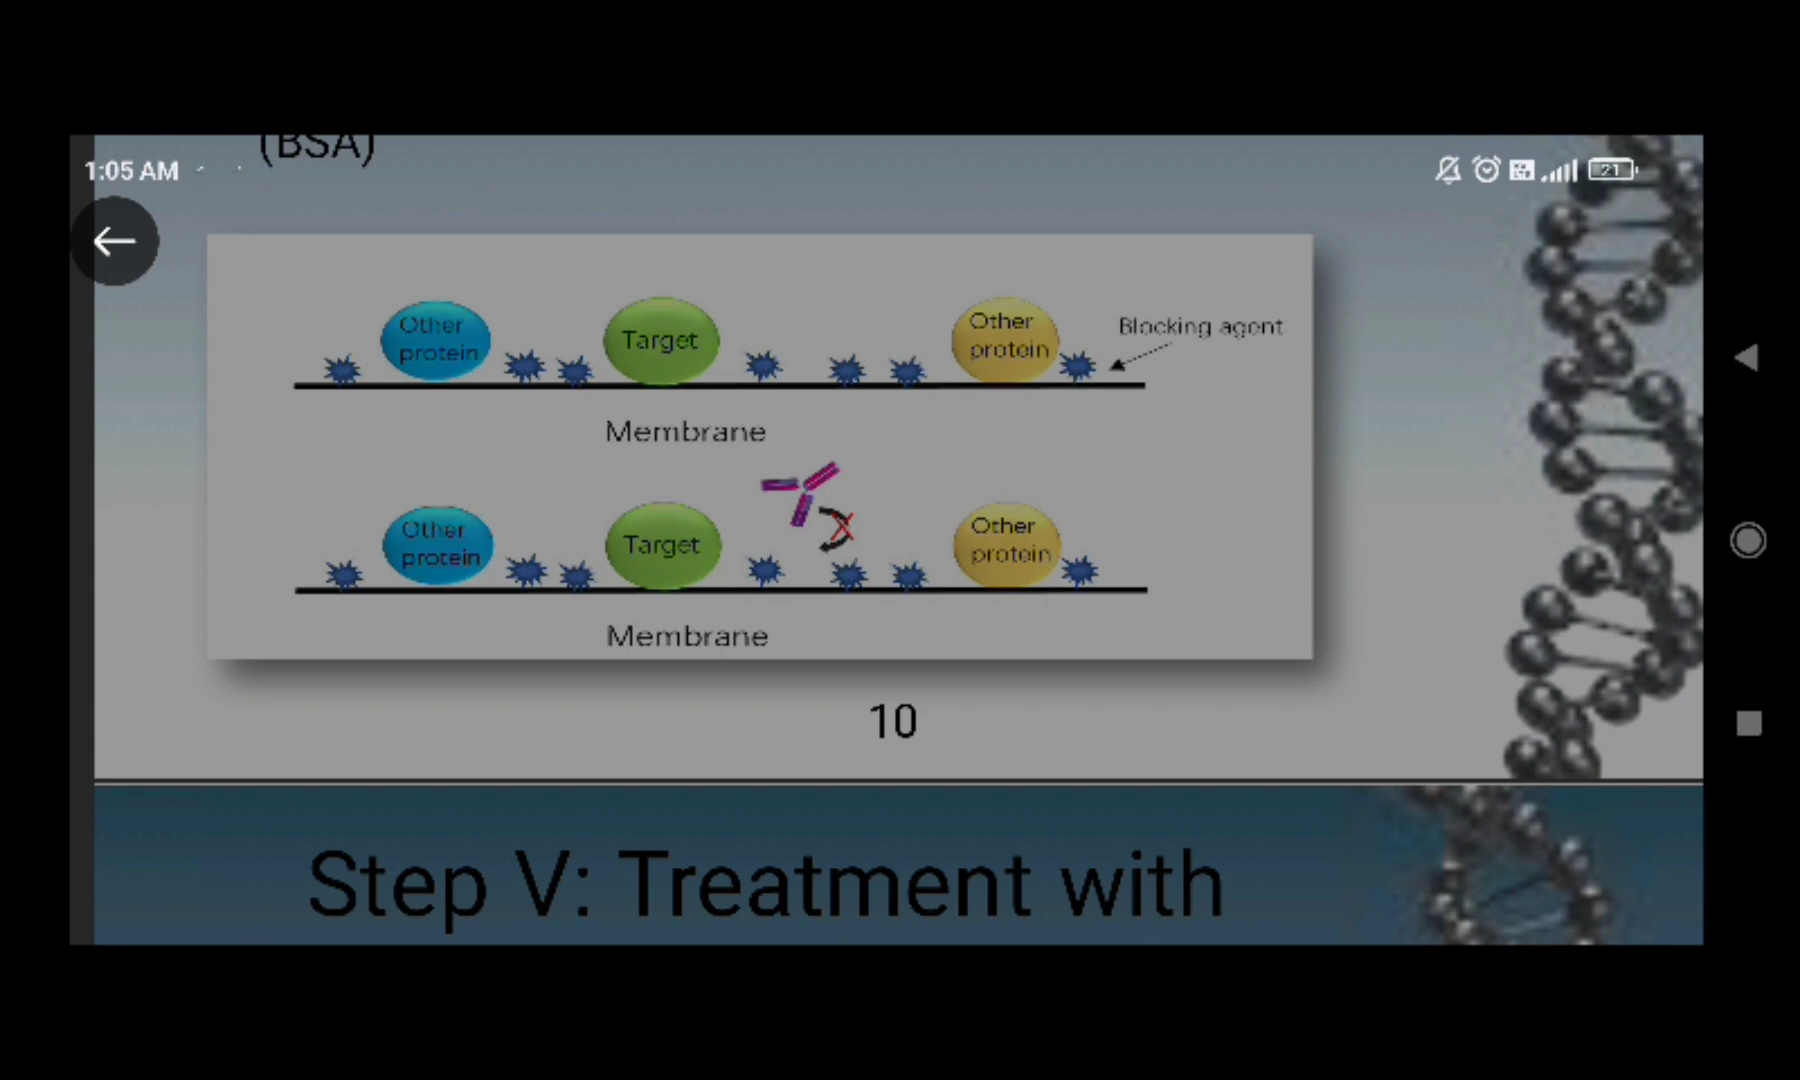 (BSA)
1:05 AM
21
Other
protein
Target
Other
protein
Blocking agent
Membrane
Other
protein
Target
Other
protein
Membrane
10
Step V: Treatment with